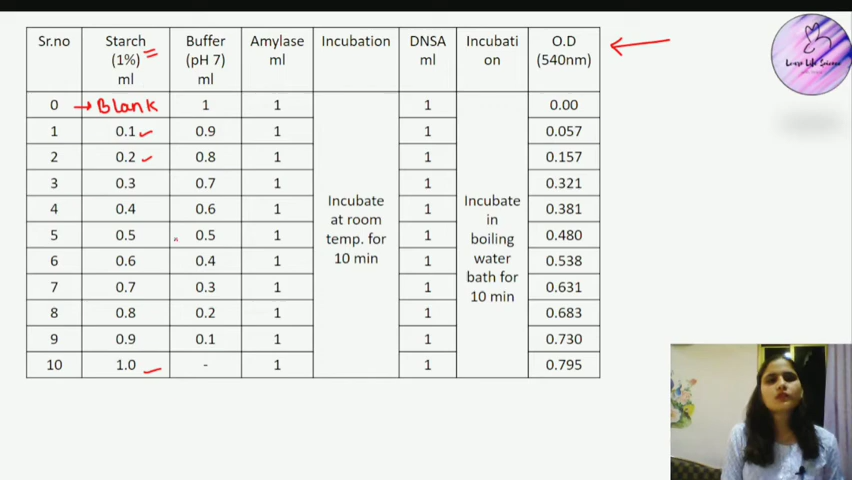 Sr.no Starch (1%) ml Buffer (pH 7) ml Amylase ml Incubation DNSA ml Incubati on O.D (540nm)
0 → Blank 1 1 1 0.00
1 0.1 0.9 1 1 0.057
2 0.2 0.8 1 1 0.157
3 0.3 0.7 1 1 0.321
4 0.4 0.6 1 1 0.381
5 0.5 0.5 1 1 0.480
6 0.6 0.4 1 1 0.538
7 0.7 0.3 1 1 0.631
8 0.8 0.2 1 1 0.683
9 0.9 0.1 1 1 0.730
10 1.0 - 1 1 0.795
Incubate
at room
temp. for
10 min
Incubate
in
boiling
water
bath for
10 min